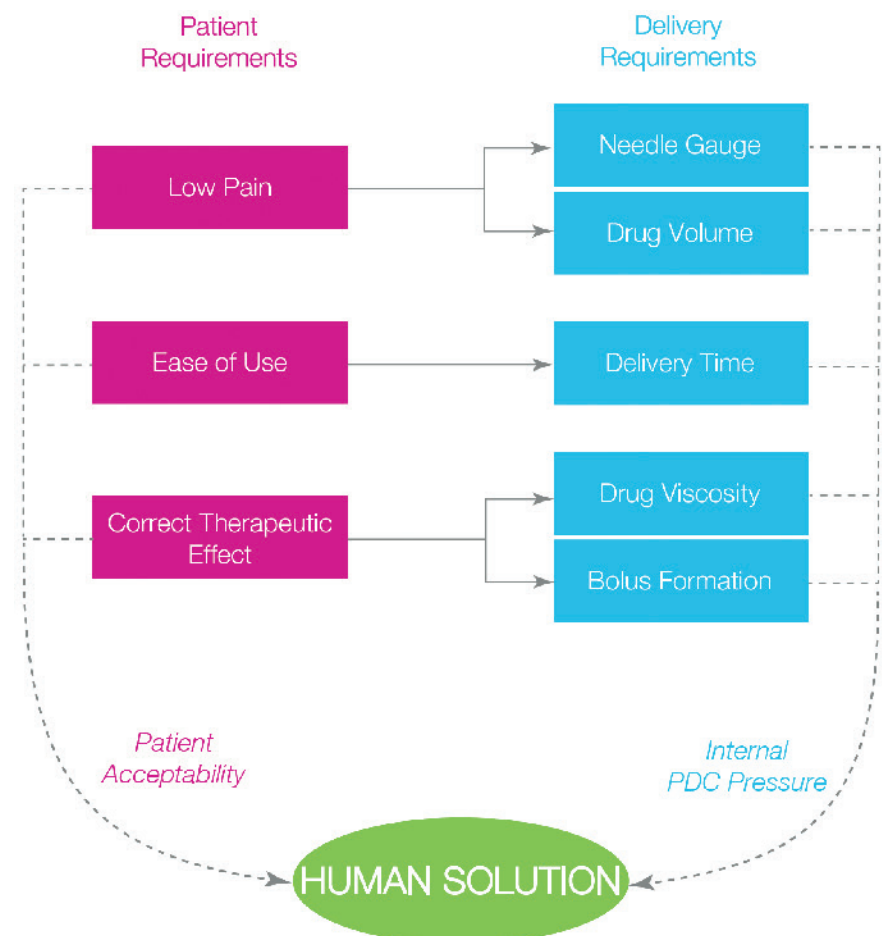 Patient
Requirements
Delivery
Requirements
Low Pain
Needle Gauge
Drug Volume
Ease of Use
Delivery Time
Correct Therapeutic
Effect
Drug Viscosity
Bolus Formation
Patient
Acceptability
Internal
PDC Pressure
HUMAN SOLUTION